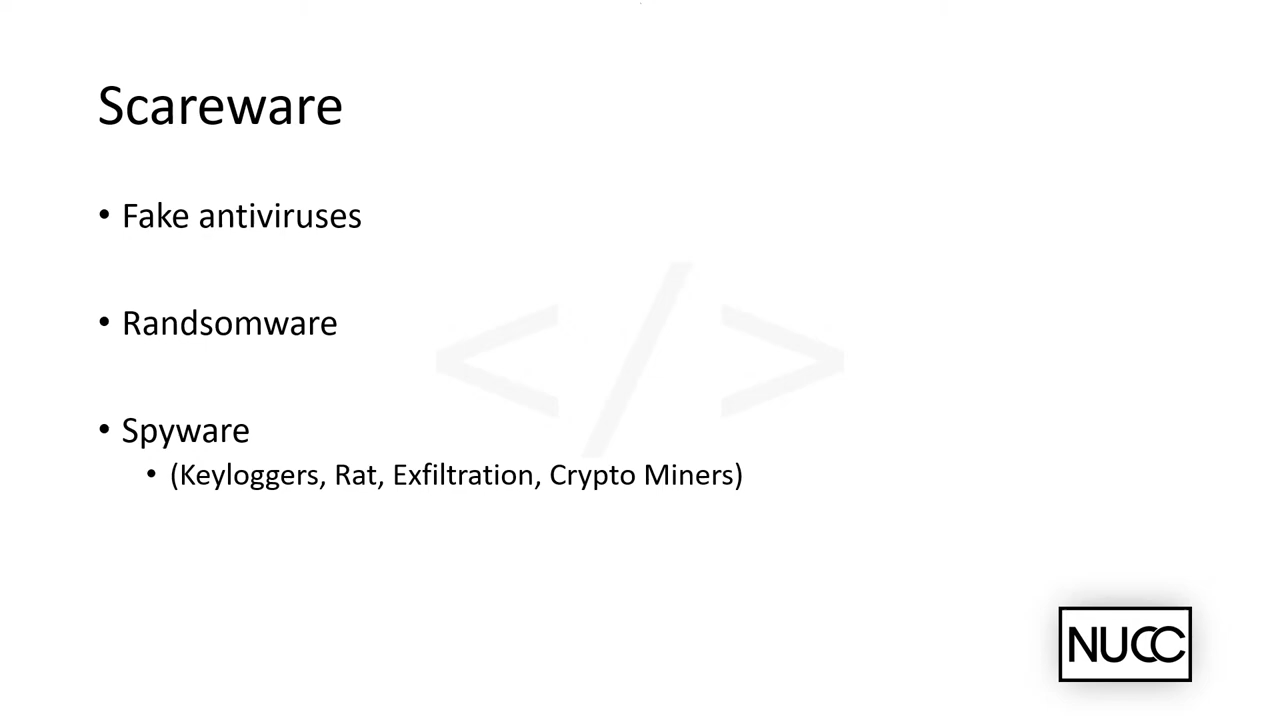 Scareware
• Fake antiviruses
• Randsomware
• Spyware
• (Keyloggers, Rat, Exfiltration, Crypto Miners)
</>
NUCC